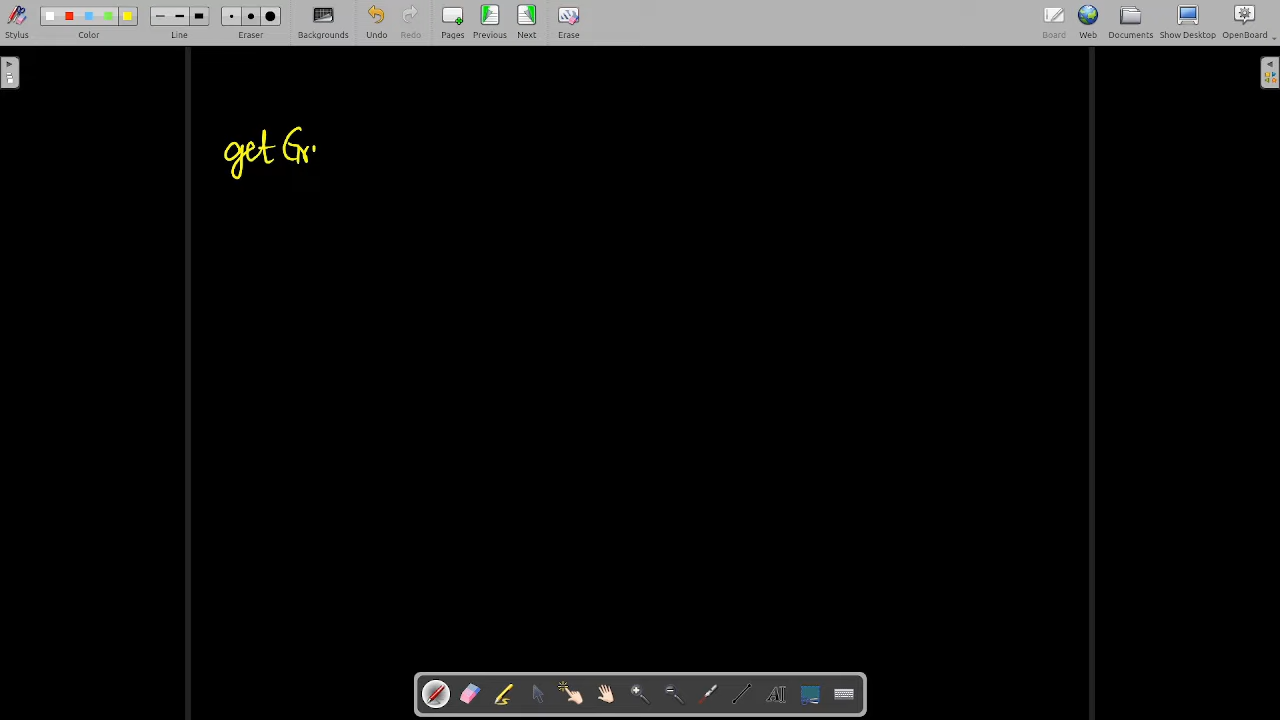 Stylus
Color
Line
Eraser
Backgrounds
Undo
Redo
Pages
Previous
Next
Erase
Board
Web
Documents
Show Desktop
OpenBoard
get Gr
AI